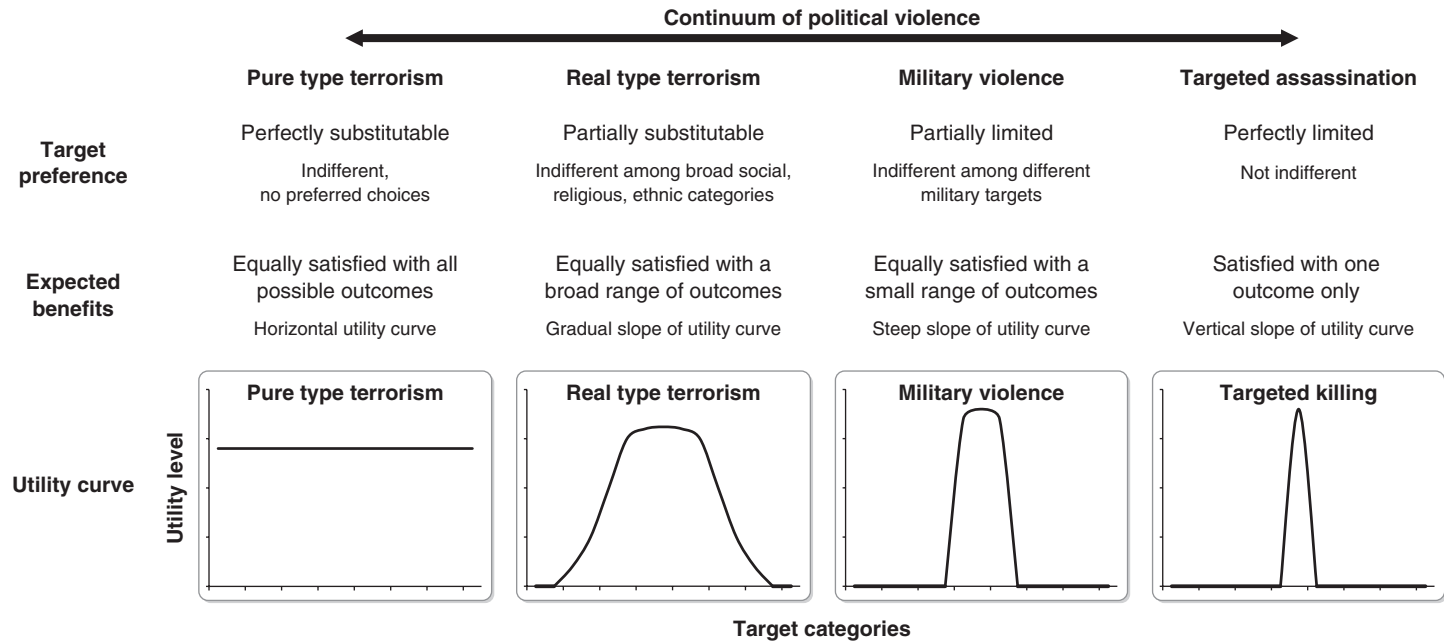 Continuum of political violence
Pure type terrorism
Real type terrorism
Military violence
Targeted assassination
Target
preference
Perfectly substitutable
Indifferent,
no preferred choices
Partially substitutable
Indifferent among broad social,
religious, ethnic categories
Partially limited
Indifferent among different
military targets
Perfectly limited
Not indifferent
Expected
benefits
Equally satisfied with all
possible outcomes
Horizontal utility curve
Equally satisfied with a
broad range of outcomes
Gradual slope of utility curve
Equally satisfied with a
small range of outcomes
Steep slope of utility curve
Satisfied with one
outcome only
Vertical slope of utility curve
Utility curve
Utility level
Pure type terrorism
Real type terrorism
Military violence
Targeted killing
Target categories